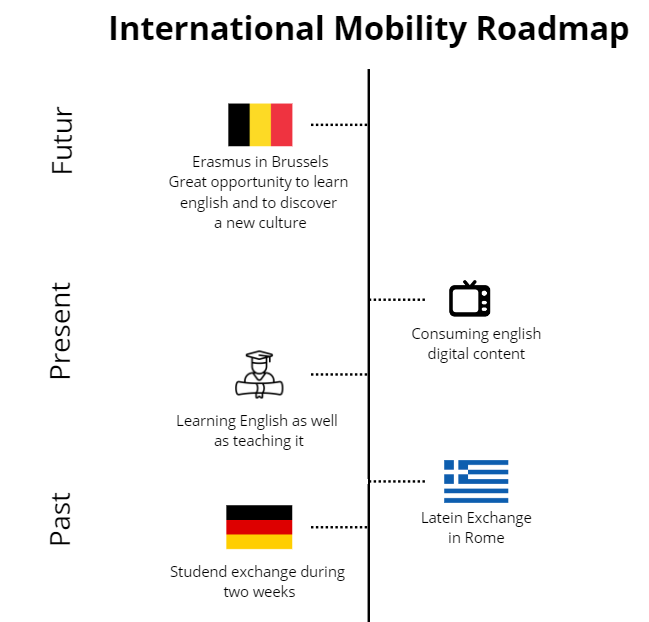 International Mobility Roadmap
Futur
Erasmus in Brussels
Great opportunity to learn
english and to discover
a new culture
Present
Consuming english
digital content
Learning English as well
as teaching it
Past
Latein Exchange
in Rome
Studend exchange during
two weeks